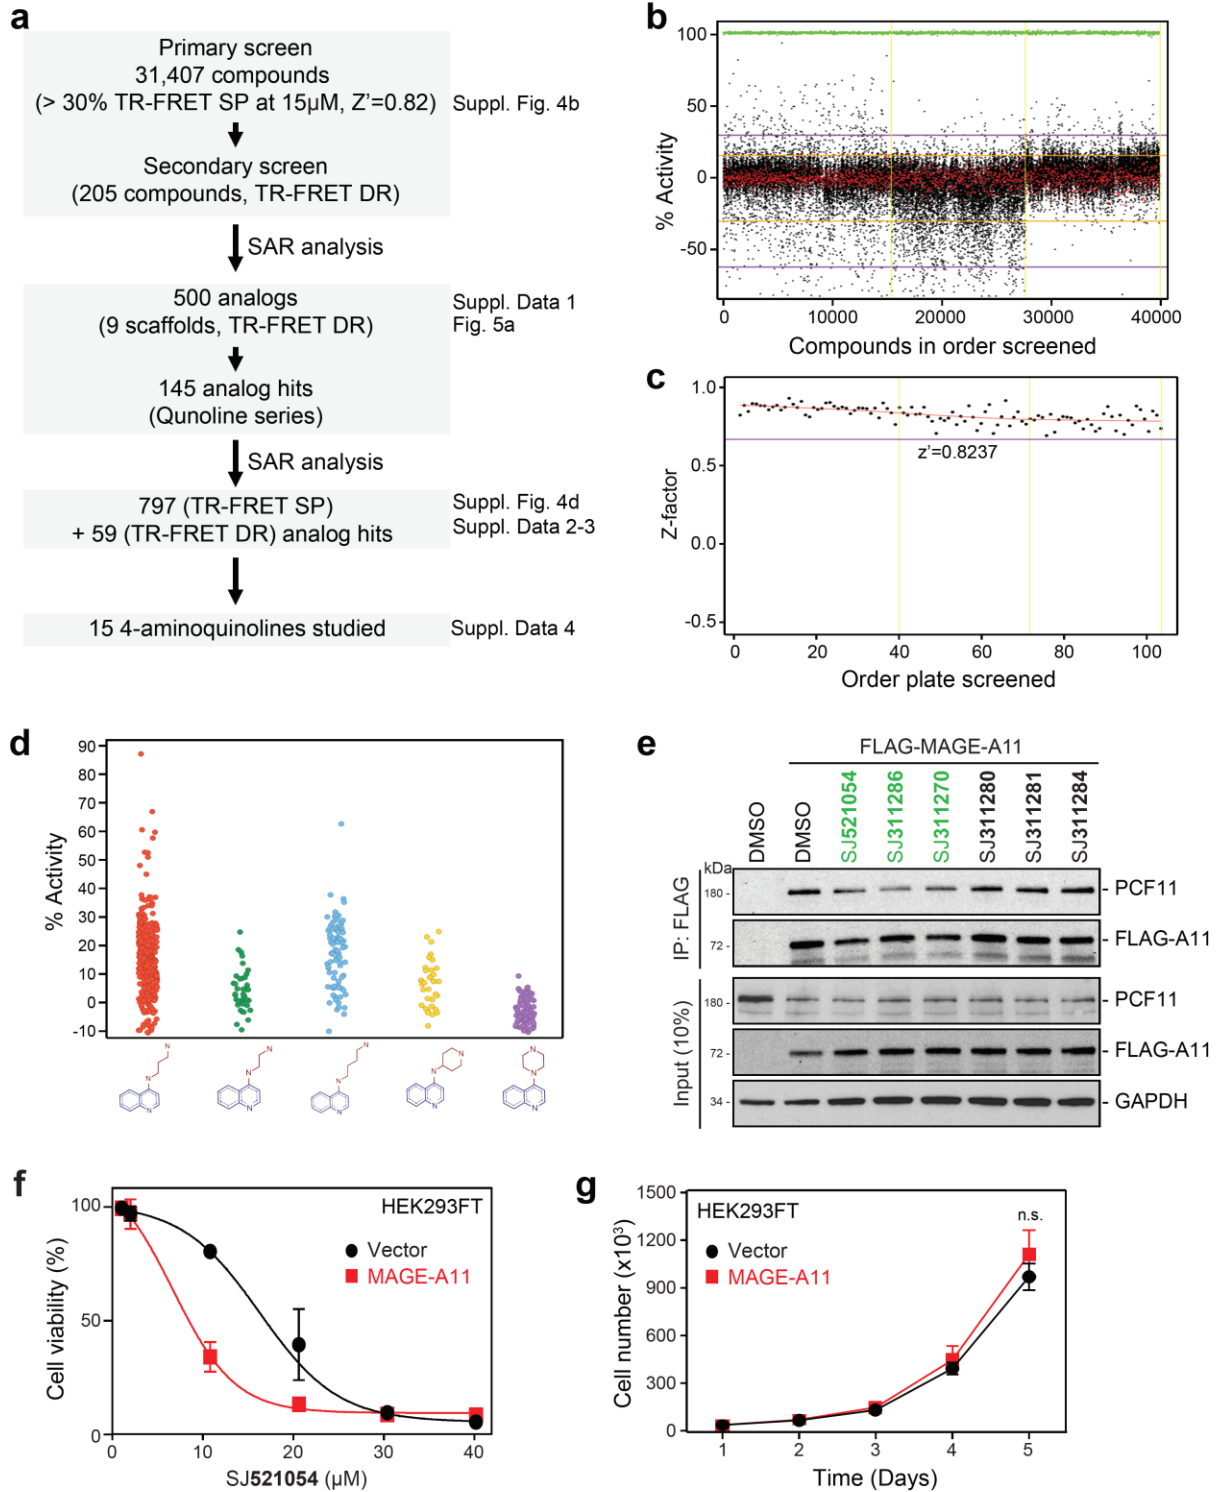 a
Primary screen
31,407 compounds
(> 30% TR-FRET SP at 15µM, Z'=0.82)
Suppl. Fig. 4b
Secondary screen
(205 compounds, TR-FRET DR)
SAR analysis
500 analogs
(9 scaffolds, TR-FRET DR)
Suppl. Data 1
Fig. 5a
145 analog hits
(Qunoline series)
SAR analysis
797 (TR-FRET SP)
+ 59 (TR-FRET DR) analog hits
Suppl. Fig. 4d
Suppl. Data 2-3
15 4-aminoquinolines studied
Suppl. Data 4
b
% Activity
100
50
0
-50
0 10000 20000 30000 40000
Compounds in order screened
c
Z-factor
1.0
0.5
0.0
-0.5
z'=0.8237
0 20 40 60 80 100
Order plate screened
d
% Activity
90
80
70
60
50
40
30
20
10
0
-10
N N N N N
N N N N N
N N N N N
e
FLAG-MAGE-A11
DMSO
DMSO
SJ521054
SJ311286
SJ311270
SJ311280
SJ311281
SJ311284
kDa
IP: FLAG
180 - - PCF11
72 - - FLAG-A11
Input (10%)
180 - - PCF11
72 - - FLAG-A11
34 - - GAPDH
f
HEK293FT
Vector
MAGE-A11
Cell viability (%)
100
50
0
0 10 20 30 40
SJ521054 (µM)
g
HEK293FT
Vector
MAGE-A11
n.s.
Cell number (x10³)
1500
1200
900
600
300
0
1 2 3 4 5
Time (Days)